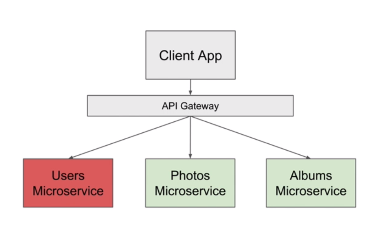 Client App
API Gateway
Users
Microservice
Photos
Microservice
Albums
Microservice